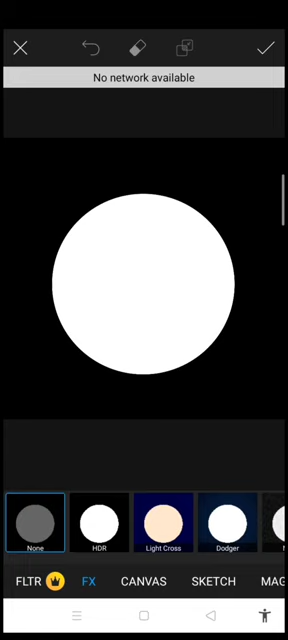 No network available
None
HDR
Light Cross
Dodger
FLTR
FX
CANVAS
SKETCH
MAG